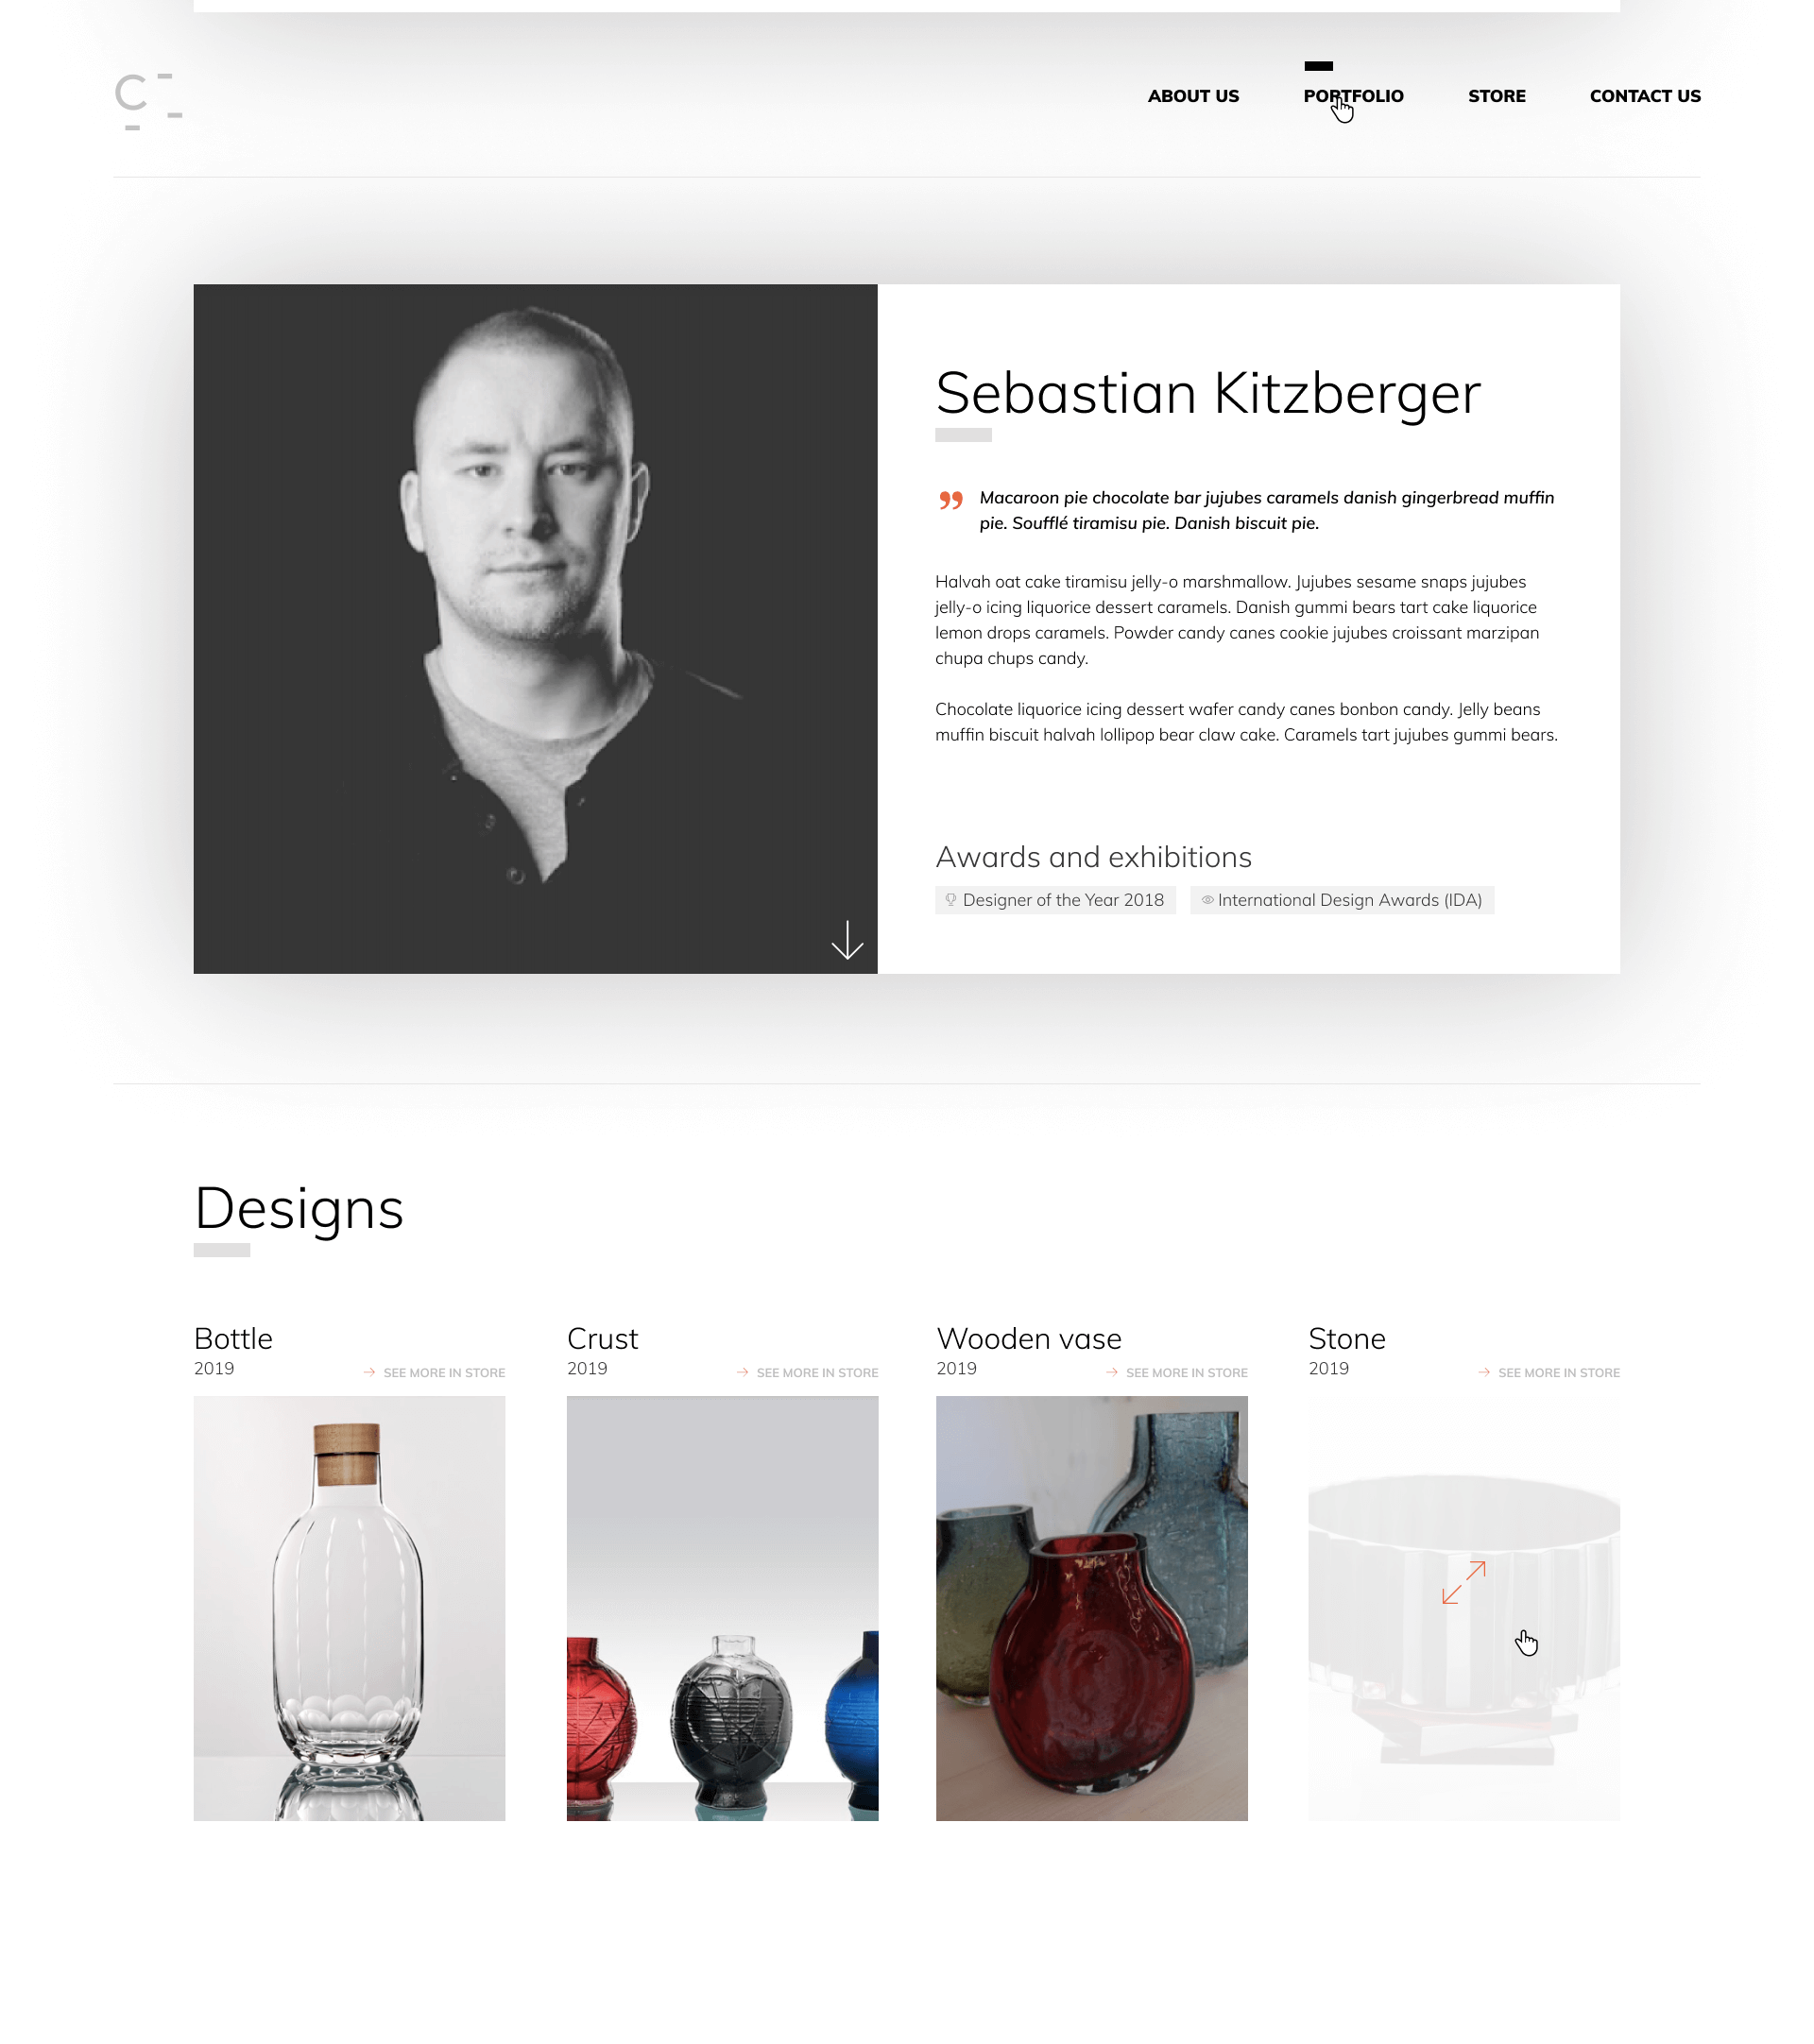 ABOUT US PORTFOLIO STORE CONTACT US
Sebastian Kitzberger
Macaroon pie chocolate bar jujubes caramels danish gingerbread muffin
pie. Soufflé tiramisu pie. Danish biscuit pie.
Halvah oat cake tiramisu jelly-o marshmallow. Jujubes sesame snaps jujubes
jelly-o icing liquorice dessert caramels. Danish gummi bears tart cake liquorice
lemon drops caramels. Powder candy canes cookie jujubes croissant marzipan
chupa chups candy.
Chocolate liquorice icing dessert wafer candy canes bonbon candy. Jelly beans
muffin biscuit halvah lollipop bear claw cake. Caramels tart jujubes gummi bears.
Awards and exhibitions
Designer of the Year 2018 International Design Awards (IDA)
Designs
Bottle
2019 SEE MORE IN STORE
Crust
2019 SEE MORE IN STORE
Wooden vase
2019 SEE MORE IN STORE
Stone
2019 SEE MORE IN STORE